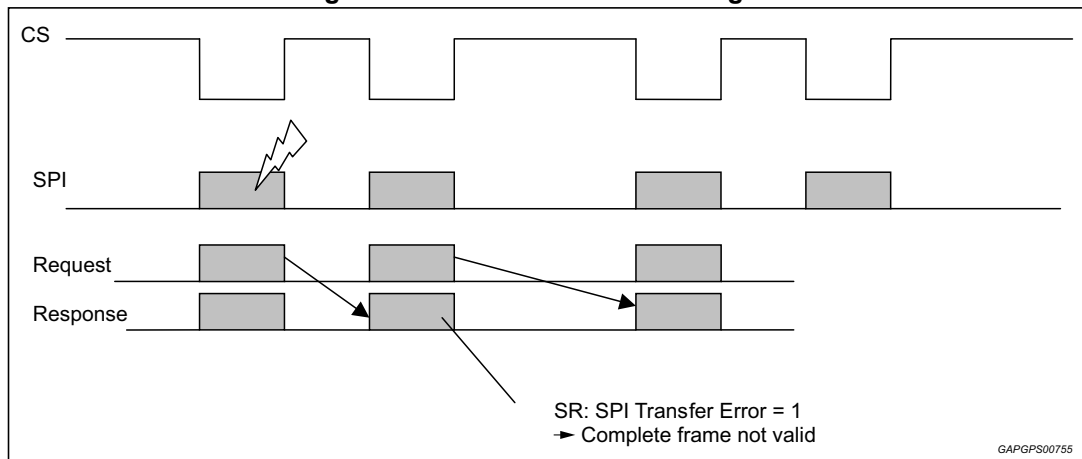 CS
SPI
Request
Response
SR: SPI Transfer Error = 1
→ Complete frame not valid
GAPGPS00755